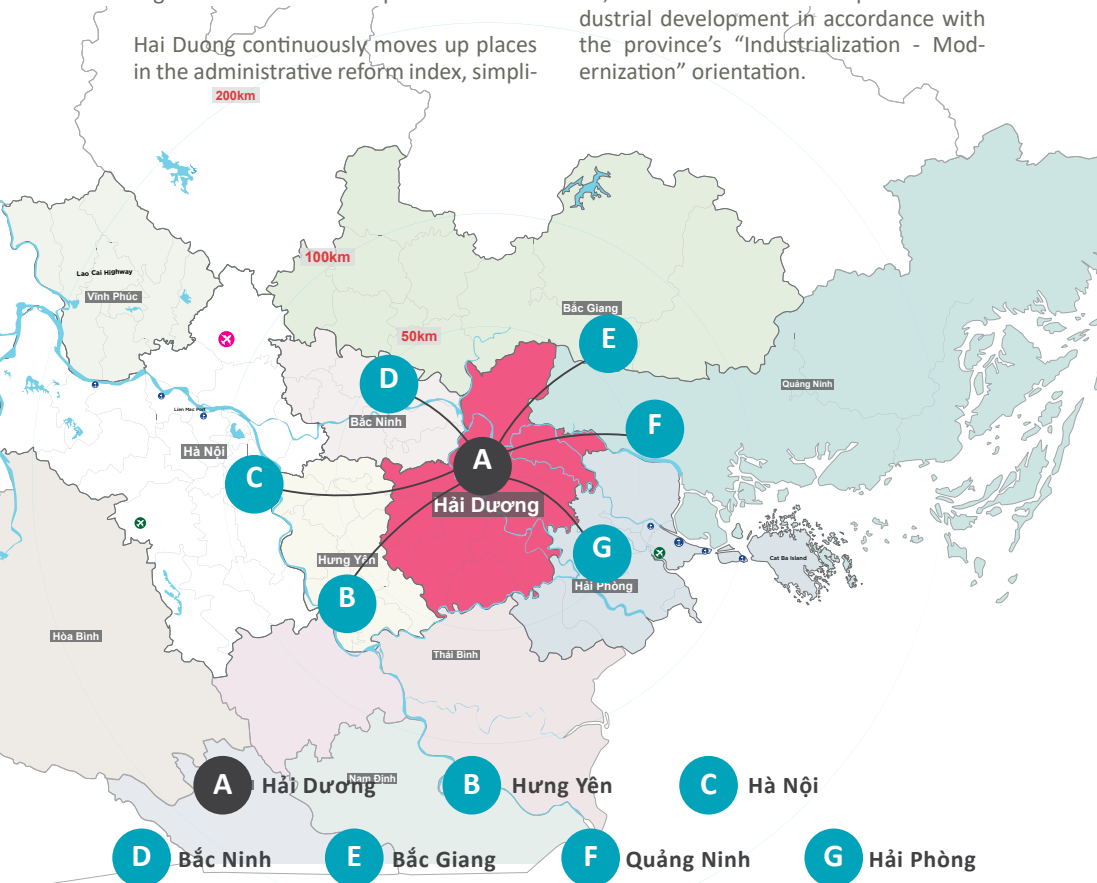 dustrial development in accordance with
the province's "Industrialization - Mod-
ernization" orientation.
Hai Duong continuously moves up places
in the administrative reform index, simpli-
200km
100km
50km
Lao Cai Highway
Vĩnh Phúc
Bắc Giang
E
D
Quảng Ninh
Lien Mac Port
Bắc Ninh
F
Hà Nội
A
C
Hải Dương
G
Hưng Yên
Cat Ba Island
B
Hải Phòng
Hòa Bình
Thái Bình
Nam Định
A Hải Dương
B Hưng Yên
C Hà Nội
D Bắc Ninh
E Bắc Giang
F Quảng Ninh
G Hải Phòng